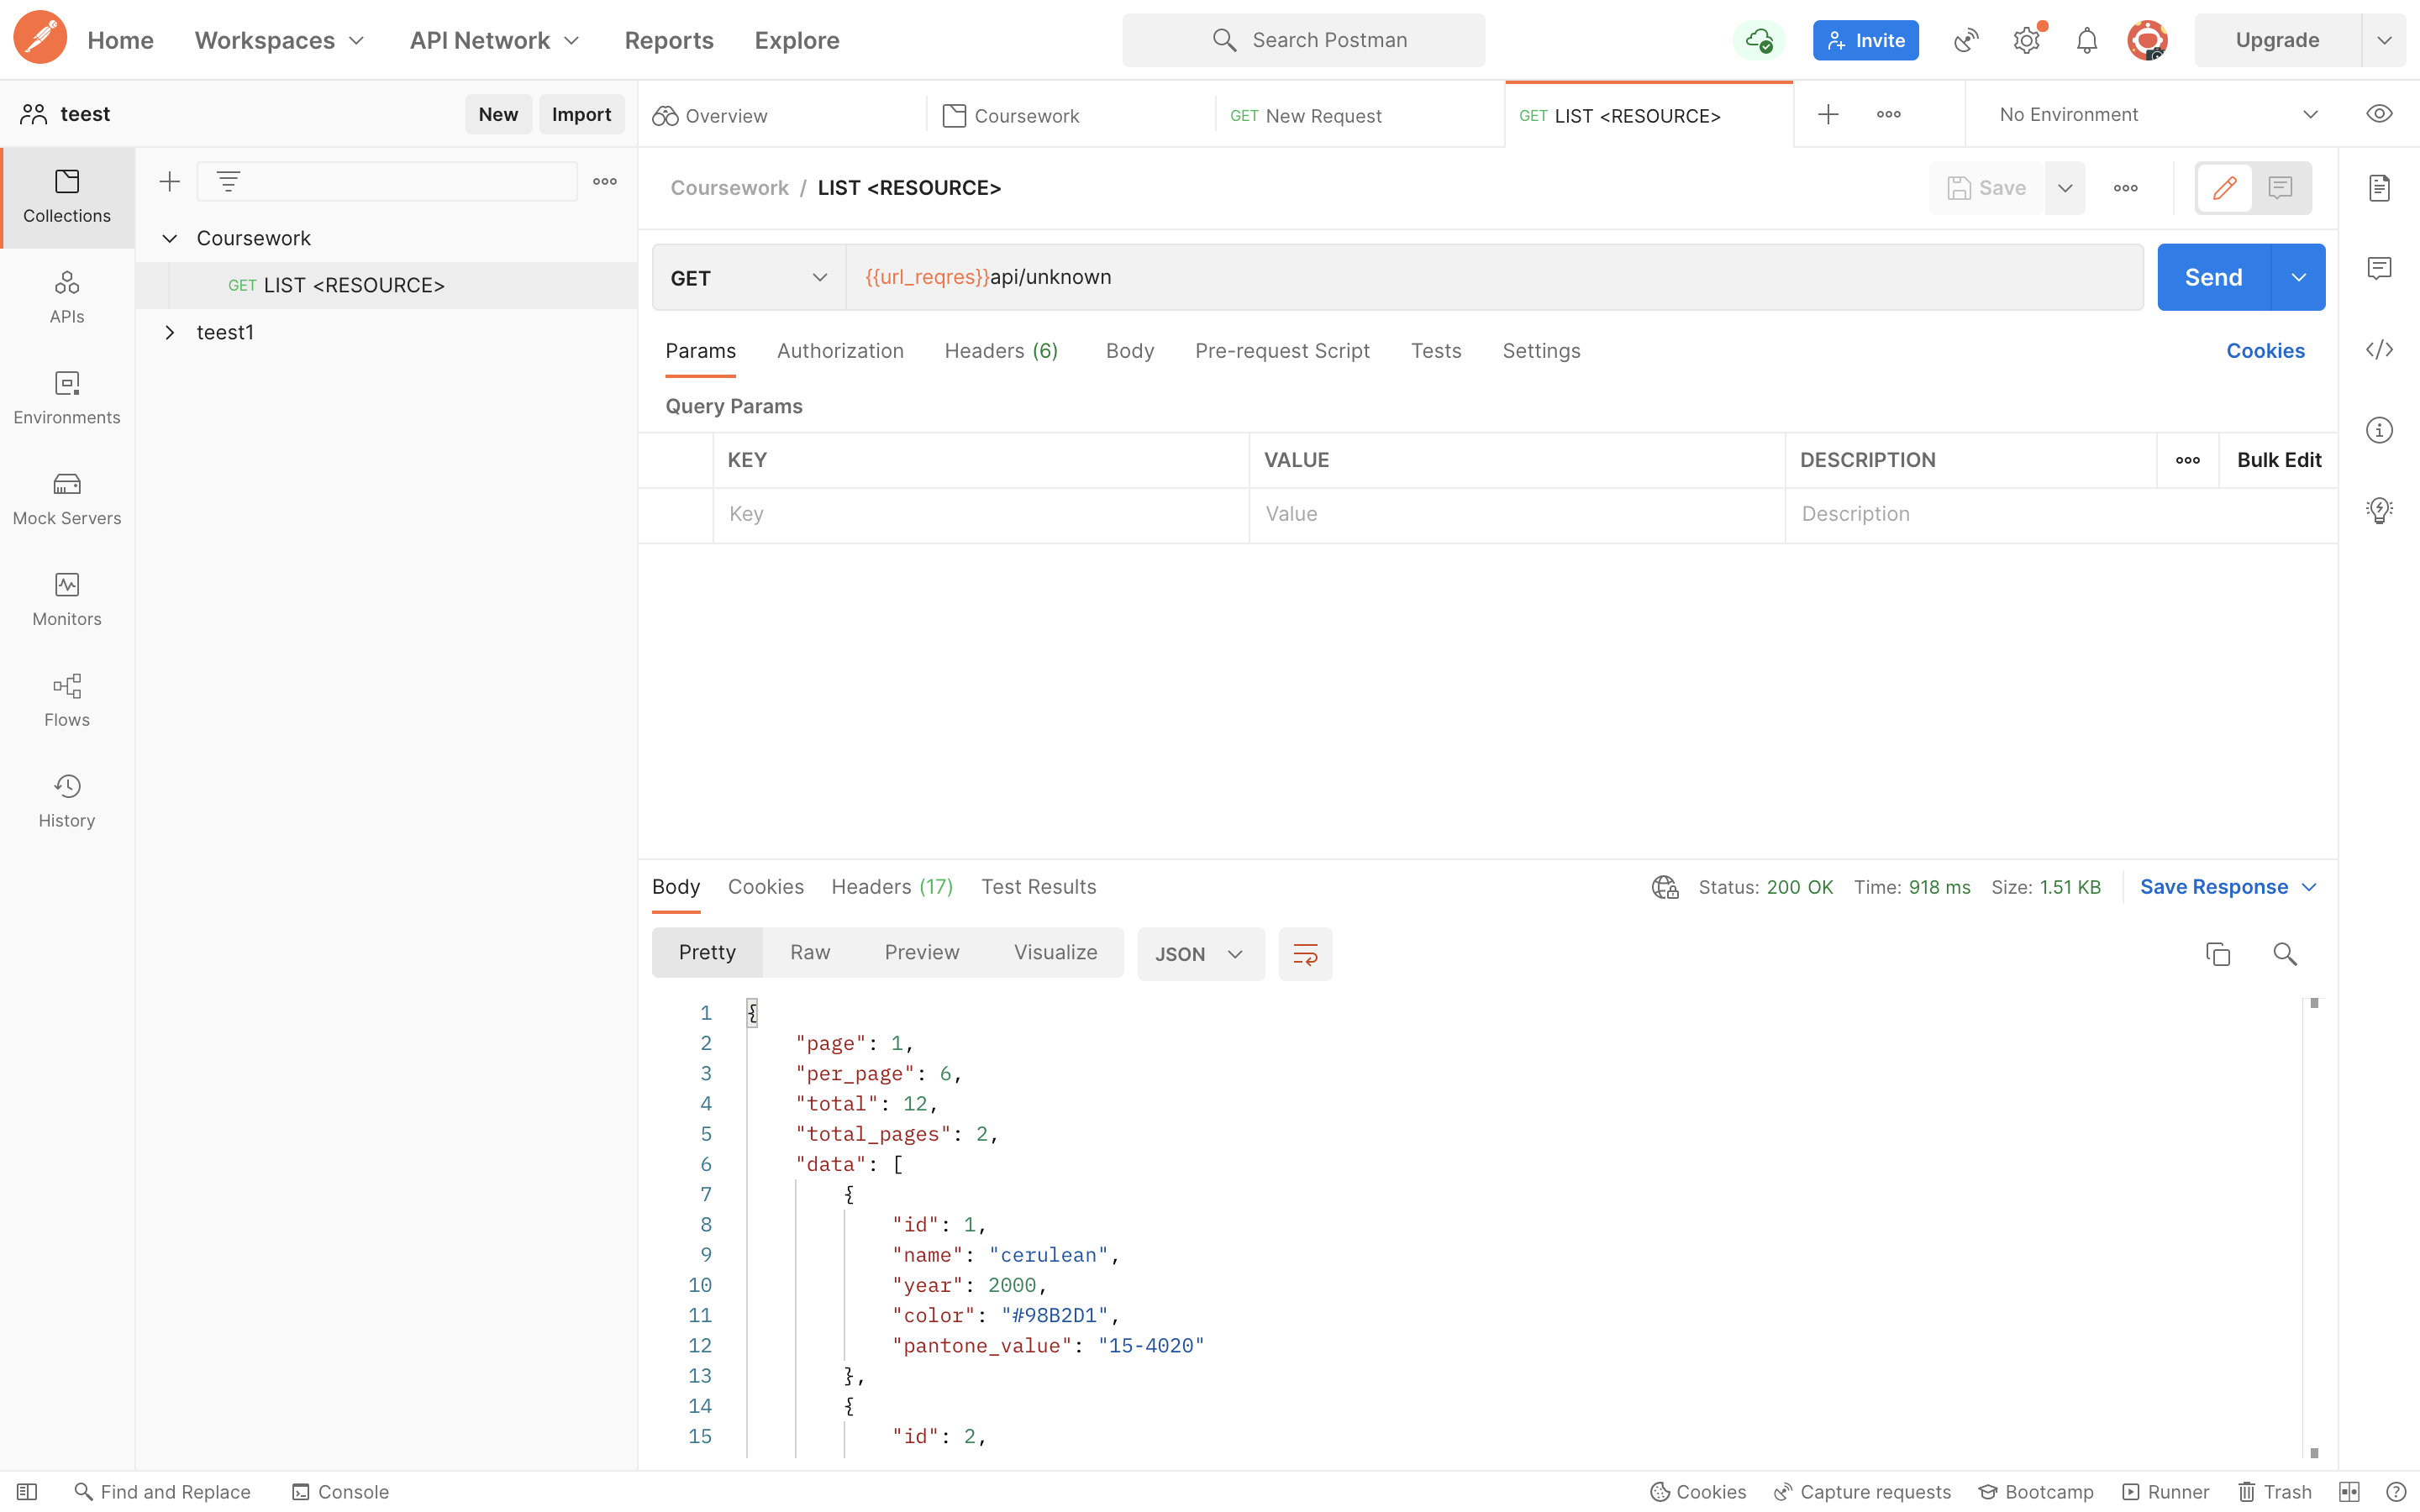 Home Workspaces API Network Reports Explore Search Postman Invite Upgrade
teest New Import Overview Coursework GET New Request GET LIST <RESOURCE> No Environment
Collections
APIs
Environments
Mock Servers
Monitors
Flows
History
Coursework
GET LIST <RESOURCE>
teest1
Coursework / LIST <RESOURCE> Save
GET {{url_reqres}}api/unknown Send
Params Authorization Headers (6) Body Pre-request Script Tests Settings Cookies
Query Params
KEY VALUE DESCRIPTION Bulk Edit
Key Value Description
Body Cookies Headers (17) Test Results Status: 200 OK Time: 918 ms Size: 1.51 KB Save Response
Pretty Raw Preview Visualize JSON
1 {
2 "page": 1,
3 "per_page": 6,
4 "total": 12,
5 "total_pages": 2,
6 "data": [
7 {
8 "id": 1,
9 "name": "cerulean",
10 "year": 2000,
11 "color": "#98B2D1",
12 "pantone_value": "15-4020"
13 },
14 {
15 "id": 2,
Find and Replace Console Cookies Capture requests Bootcamp Runner Trash